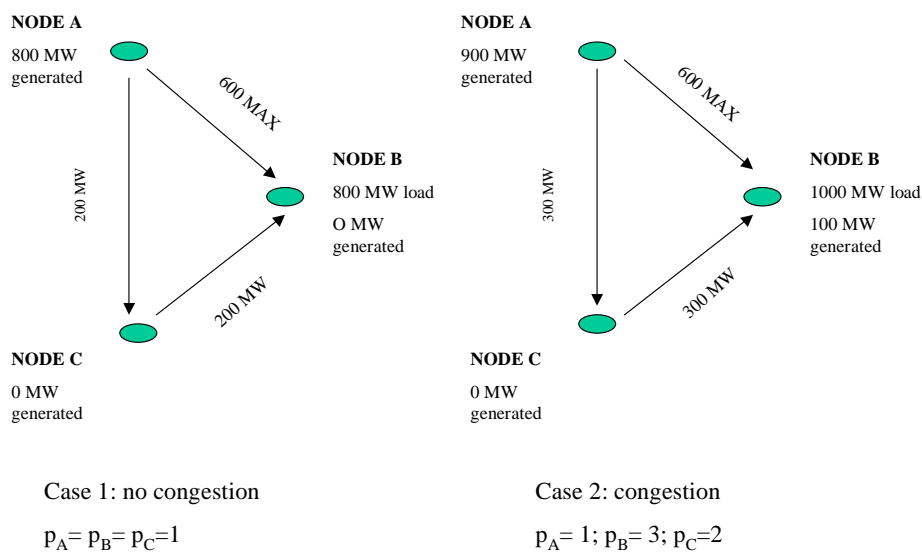 NODE A
800 MW
generated
600 MAX
200 MW
NODE B
800 MW load
O MW
generated
200 MW
NODE C
0 MW
generated
Case 1: no congestion
pA= pB= pC=1
NODE A
900 MW
generated
600 MAX
300 MW
NODE B
1000 MW load
100 MW
generated
300 MW
NODE C
0 MW
generated
Case 2: congestion
pA= 1; pB= 3; pC=2